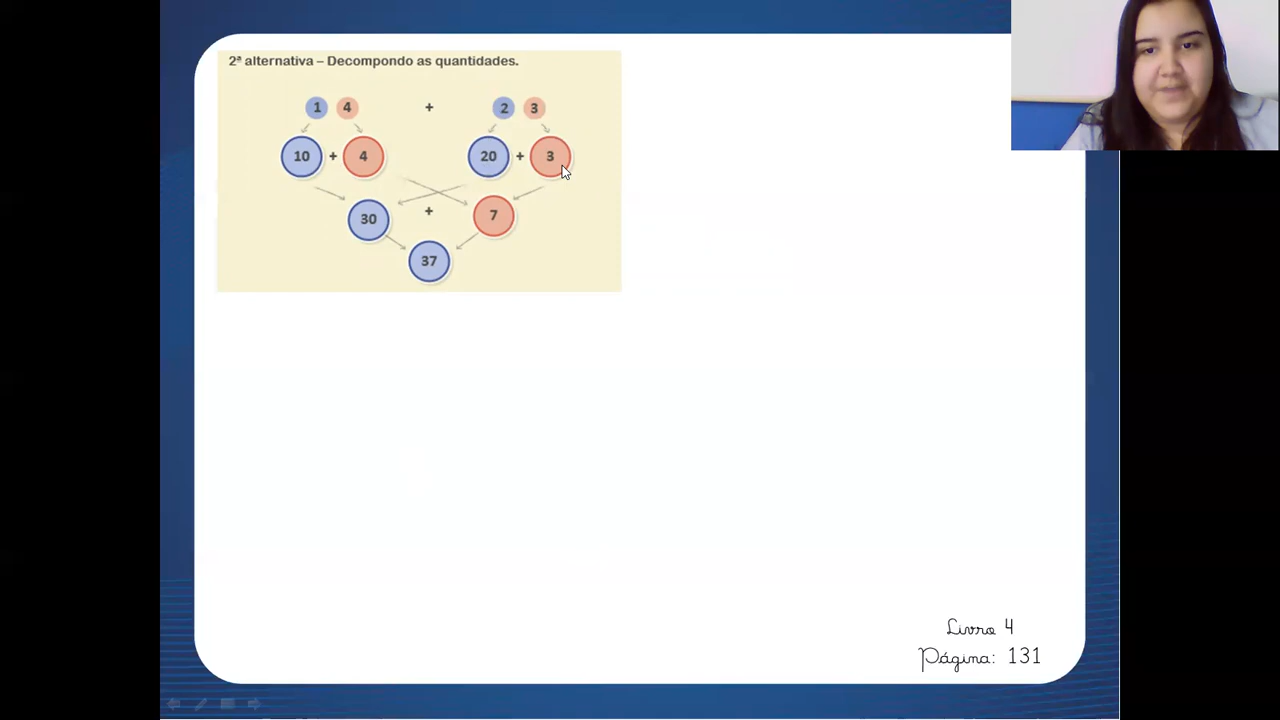 2ª alternativa – Decompondo as quantidades.
1 4 + 2 3
10 + 4 20 + 3
30 + 7
37
Livro 4
Página: 131